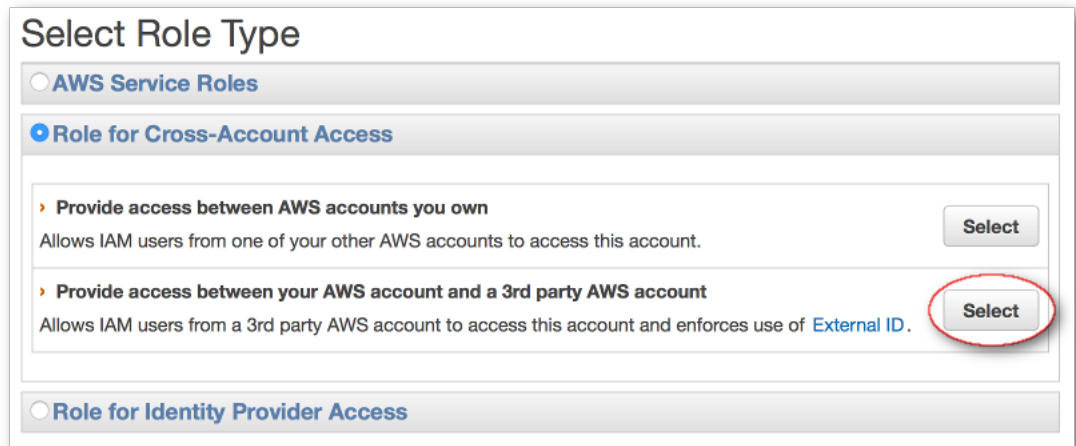 Select Role Type
AWS Service Roles
Role for Cross-Account Access
› Provide access between AWS accounts you own
Allows IAM users from one of your other AWS accounts to access this account.
Select
› Provide access between your AWS account and a 3rd party AWS account
Allows IAM users from a 3rd party AWS account to access this account and enforces use of External ID.
Select
Role for Identity Provider Access